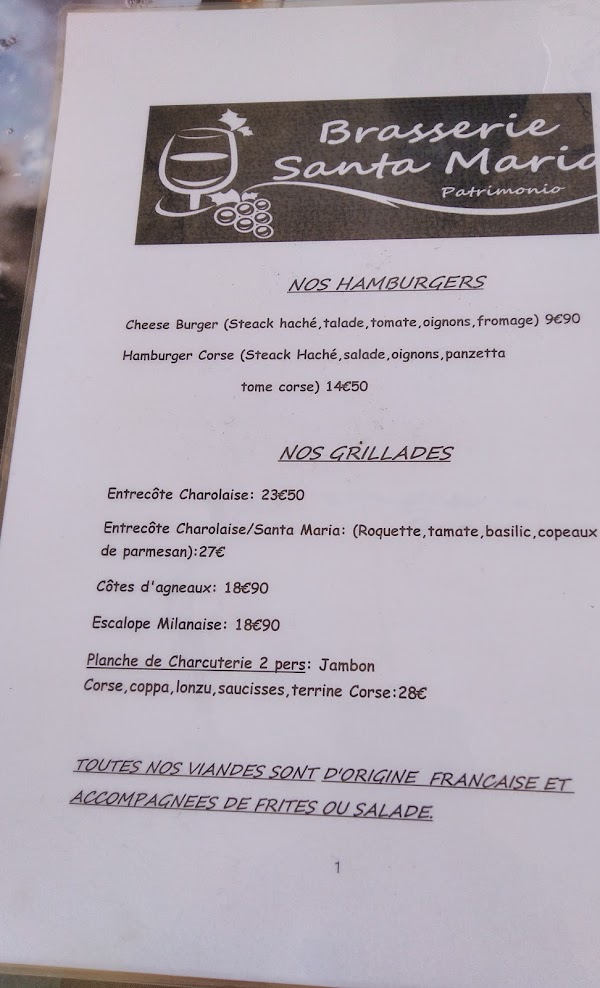 Brasserie
Santa Maria
Patrimonio
NOS HAMBURGERS
Cheese Burger (Steack haché,talade,tomate,oignons,fromage) 9€90
Hamburger Corse (Steack Haché,salade,oignons,panzetta
tome corse) 14€50
NOS GRILLADES
Entrecôte Charolaise: 23€50
Entrecôte Charolaise/Santa Maria: (Roquette,tamate,basilic,copeaux
de parmesan):27€
Côtes d'agneaux: 18€90
Escalope Milanaise: 18€90
Planche de Charcuterie 2 pers: Jambon
Corse,coppa,lonzu,saucisses,terrine Corse:28€
TOUTES NOS VIANDES SONT D'ORIGINE FRANCAISE ET
ACCOMPAGNEES DE FRITES OU SALADE.
1